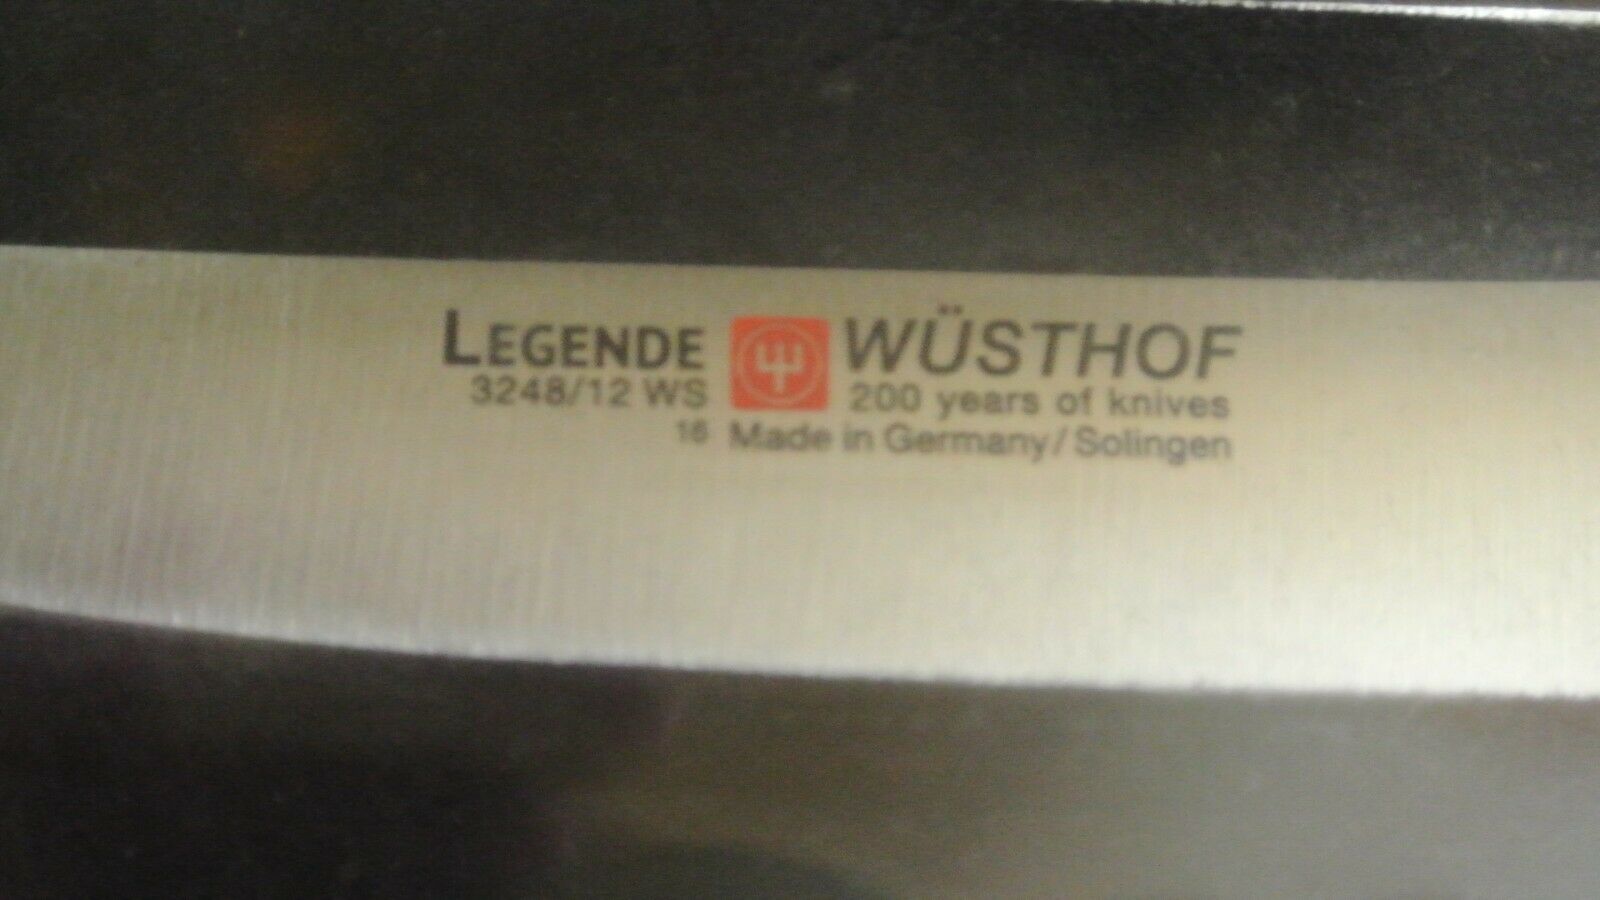 LEGENDE WÜSTHOF
3248/12 WS 200 years of knives
16 Made in Germany/Solingen